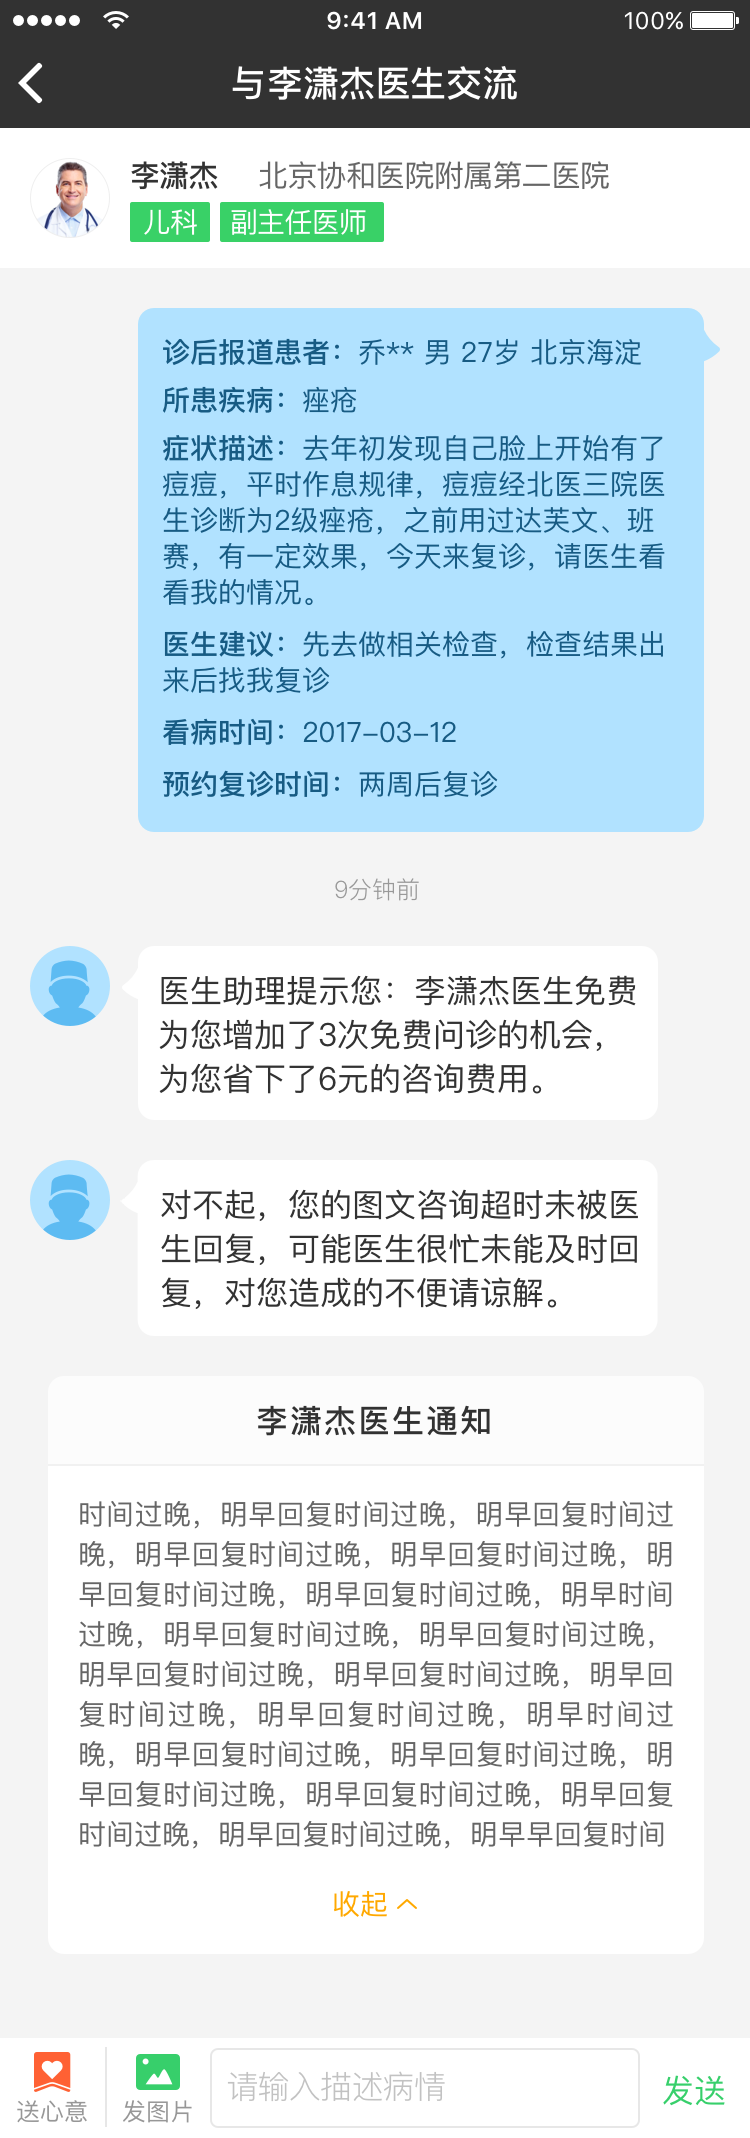 9:41 AM
100%
与李潇杰医生交流
李潇杰 北京协和医院附属第二医院
儿科 副主任医师
诊后报道患者：乔** 男 27岁 北京海淀
所患疾病：痤疮
症状描述：去年初发现自己脸上开始有了
痘痘，平时作息规律，痘痘经北医三院医
生诊断为2级痤疮，之前用过达芙文、班
赛，有一定效果，今天来复诊，请医生看
看我的情况。
医生建议：先去做相关检查，检查结果出
来后找我复诊
看病时间：2017-03-12
预约复诊时间：两周后复诊
9分钟前
医生助理提示您：李潇杰医生免费
为您增加了3次免费问诊的机会，
为您省下了6元的咨询费用。
对不起，您的图文咨询超时未被医
生回复，可能医生很忙未能及时回
复，对您造成的不便请谅解。
李潇杰医生通知
时间过晚，明早回复时间过晚，明早回复时间过
晚，明早回复时间过晚，明早回复时间过晚，明
早回复时间过晚，明早回复时间过晚，明早时间
过晚，明早回复时间过晚，明早回复时间过晚，
明早回复时间过晚，明早回复时间过晚，明早回
复时间过晚，明早回复时间过晚，明早时间过
晚，明早回复时间过晚，明早回复时间过晚，明
早回复时间过晚，明早回复时间过晚，明早回复
时间过晚，明早回复时间过晚，明早早回复时间
收起
送心意
发图片
请输入描述病情
发送